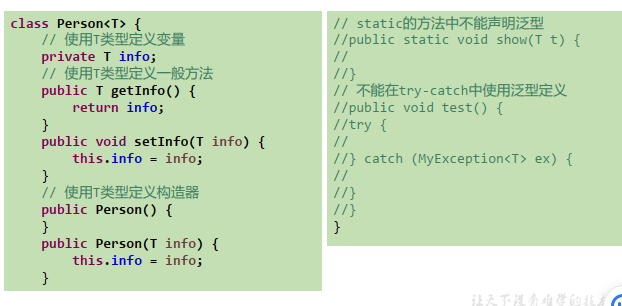 class Person<T> {
// 使用T类型定义变量
private T info;
// 使用T类型定义一般方法
public T getInfo() {
return info;
}
public void setInfo(T info) {
this.info = info;
}
// 使用T类型定义构造器
public Person() {
}
public Person(T info) {
this.info = info;
}
// static的方法中不能声明泛型
//public static void show(T t) {
//
//}
// 不能在try-catch中使用泛型定义
//public void test() {
//try {
//
//} catch (MyException<T> ex) {
//
//}
//}
}
让天下没有难学的技术